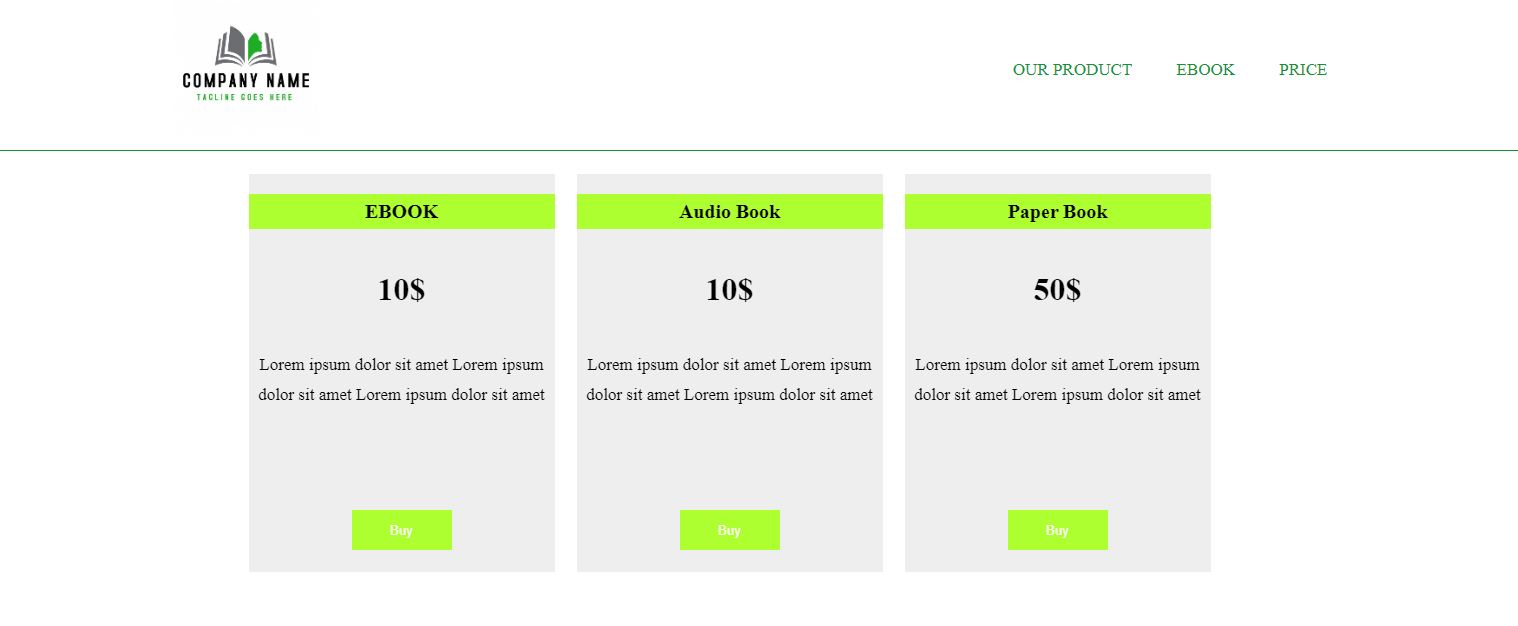 COMPANY NAME
TAGLINE GOES HERE
OUR PRODUCT EBOOK PRICE
EBOOK
10$
Lorem ipsum dolor sit amet Lorem ipsum
dolor sit amet Lorem ipsum dolor sit amet
Buy
Audio Book
10$
Lorem ipsum dolor sit amet Lorem ipsum
dolor sit amet Lorem ipsum dolor sit amet
Buy
Paper Book
50$
Lorem ipsum dolor sit amet Lorem ipsum
dolor sit amet Lorem ipsum dolor sit amet
Buy